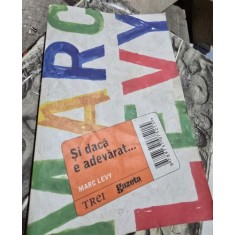 MARC
LEVY
Și dacă
e adevărat...
MARC LEVY
TREI
gazeta